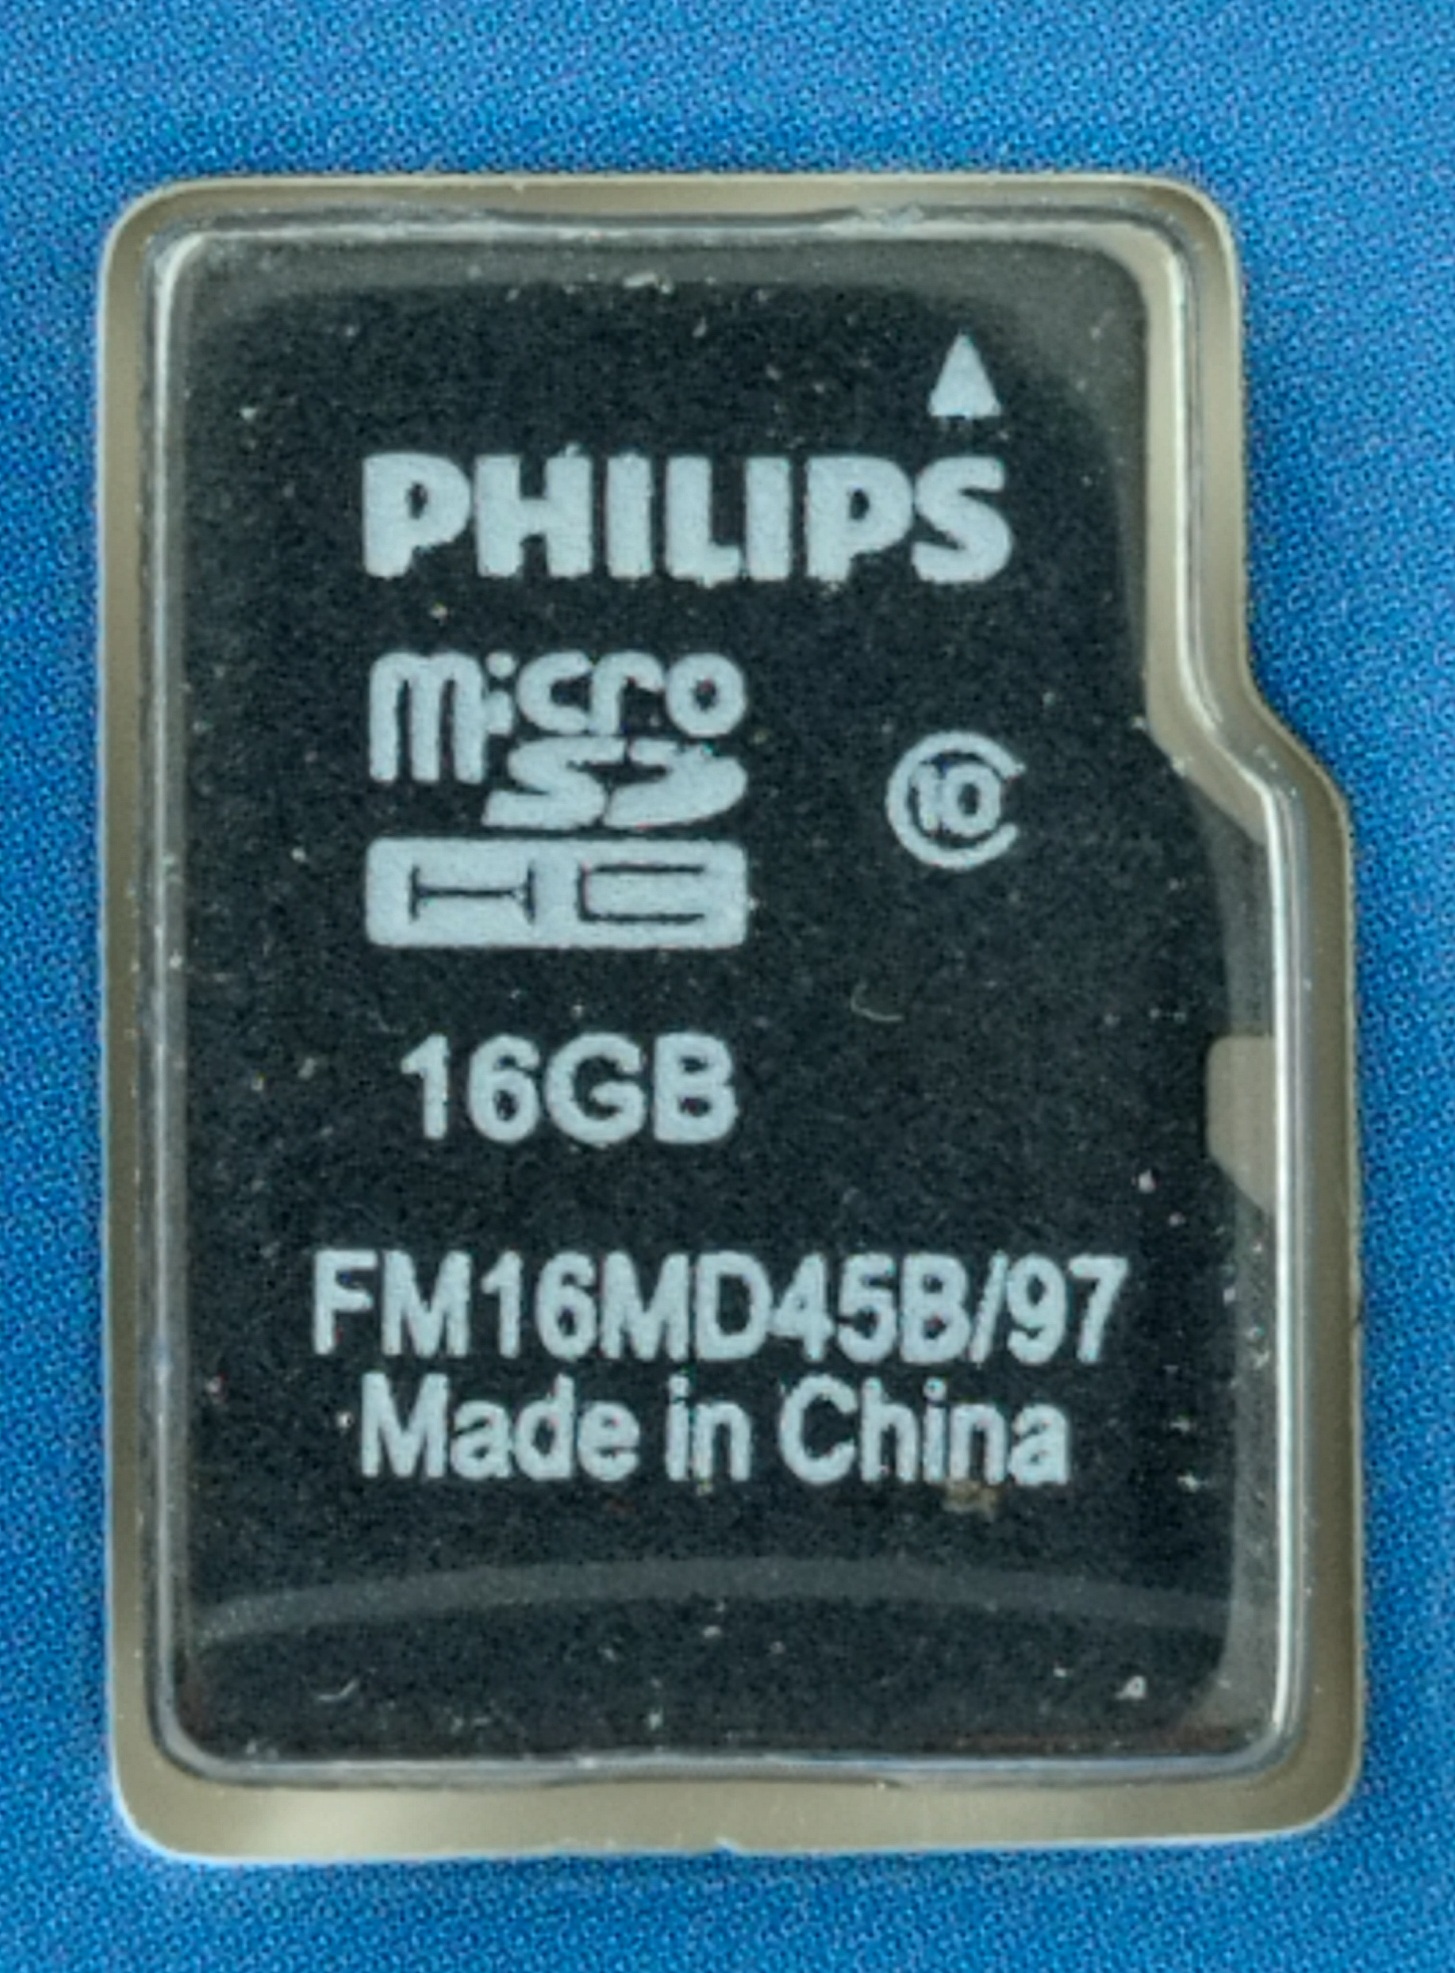 PHILIPS
micro
SD
HC
10
16GB
FM16MD45B/97
Made in China